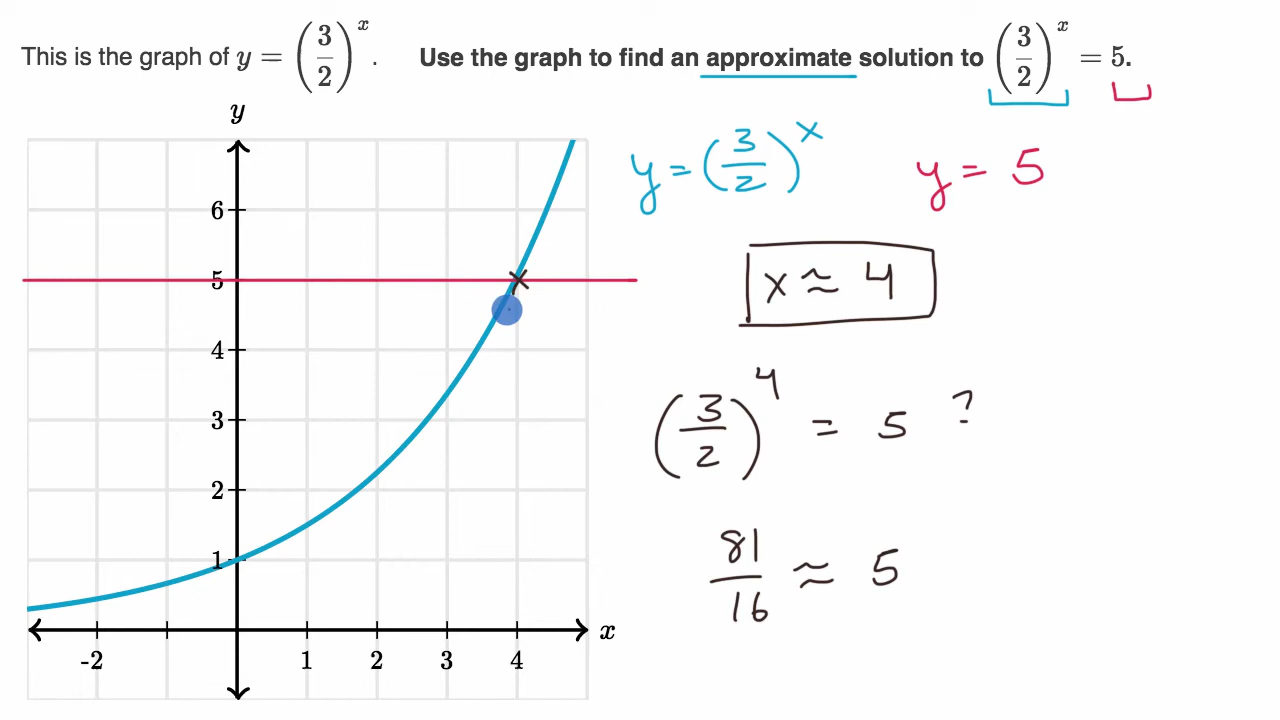 This is the graph of y = (3/2)^x. Use the graph to find an approximate solution to (3/2)^x = 5.
y
y = (3/2)^x
y = 5
6
5
x ≈ 4
4
(3/2)^4 = 5 ?
3
2
81/16 ≈ 5
1
x
-2 1 2 3 4